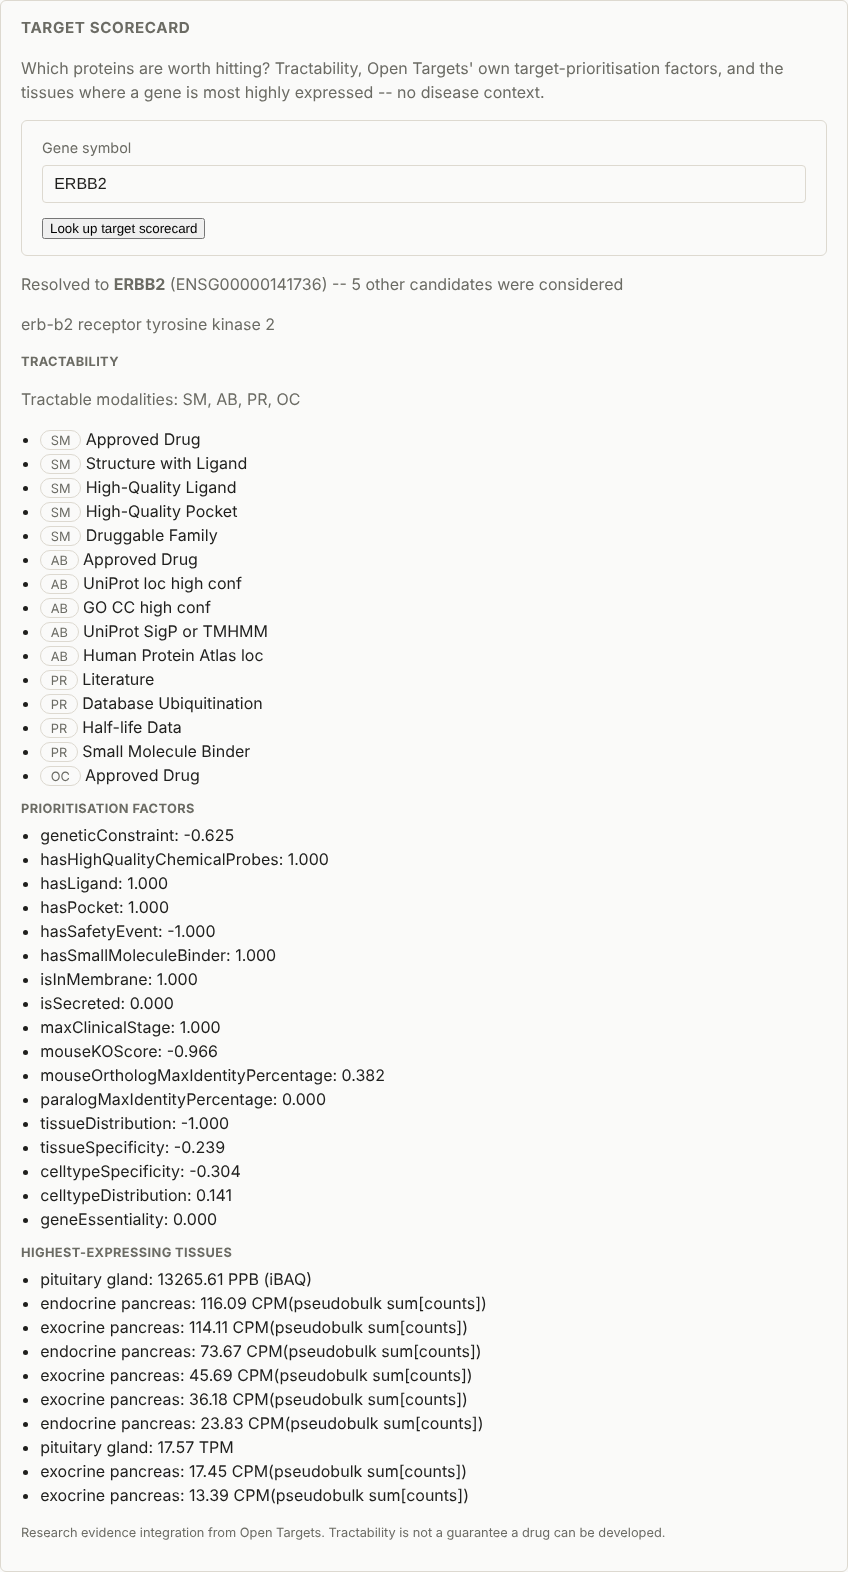 TARGET SCORECARD
Which proteins are worth hitting? Tractability, Open Targets' own target-prioritisation factors, and the
tissues where a gene is most highly expressed -- no disease context.
Gene symbol
ERBB2
Look up target scorecard
Resolved to ERBB2 (ENSG00000141736) -- 5 other candidates were considered
erb-b2 receptor tyrosine kinase 2
TRACTABILITY
Tractable modalities: SM, AB, PR, OC
SM Approved Drug
SM Structure with Ligand
SM High-Quality Ligand
SM High-Quality Pocket
SM Druggable Family
AB Approved Drug
AB UniProt loc high conf
AB GO CC high conf
AB UniProt SigP or TMHMM
AB Human Protein Atlas loc
PR Literature
PR Database Ubiquitination
PR Half-life Data
PR Small Molecule Binder
OC Approved Drug
PRIORITISATION FACTORS
geneticConstraint: -0.625
hasHighQualityChemicalProbes: 1.000
hasLigand: 1.000
hasPocket: 1.000
hasSafetyEvent: -1.000
hasSmallMoleculeBinder: 1.000
isInMembrane: 1.000
isSecreted: 0.000
maxClinicalStage: 1.000
mouseKOScore: -0.966
mouseOrthologMaxIdentityPercentage: 0.382
paralogMaxIdentityPercentage: 0.000
tissueDistribution: -1.000
tissueSpecificity: -0.239
celltypeSpecificity: -0.304
celltypeDistribution: 0.141
geneEssentiality: 0.000
HIGHEST-EXPRESSING TISSUES
pituitary gland: 13265.61 PPB (iBAQ)
endocrine pancreas: 116.09 CPM(pseudobulk sum[counts])
exocrine pancreas: 114.11 CPM(pseudobulk sum[counts])
endocrine pancreas: 73.67 CPM(pseudobulk sum[counts])
exocrine pancreas: 45.69 CPM(pseudobulk sum[counts])
exocrine pancreas: 36.18 CPM(pseudobulk sum[counts])
endocrine pancreas: 23.83 CPM(pseudobulk sum[counts])
pituitary gland: 17.57 TPM
exocrine pancreas: 17.45 CPM(pseudobulk sum[counts])
exocrine pancreas: 13.39 CPM(pseudobulk sum[counts])
Research evidence integration from Open Targets. Tractability is not a guarantee a drug can be developed.